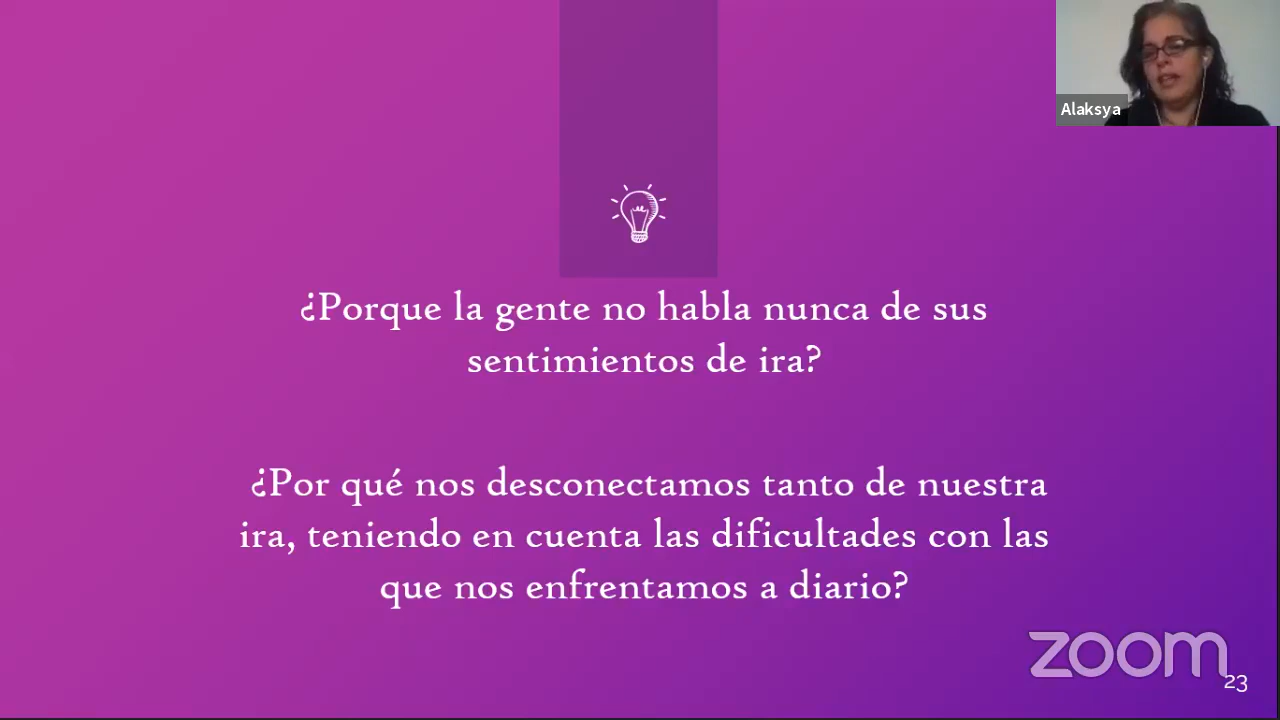 Alaksya
¿Porque la gente no habla nunca de sus
sentimientos de ira?
¿Por qué nos desconectamos tanto de nuestra
ira, teniendo en cuenta las dificultades con las
que nos enfrentamos a diario?
zoom
23